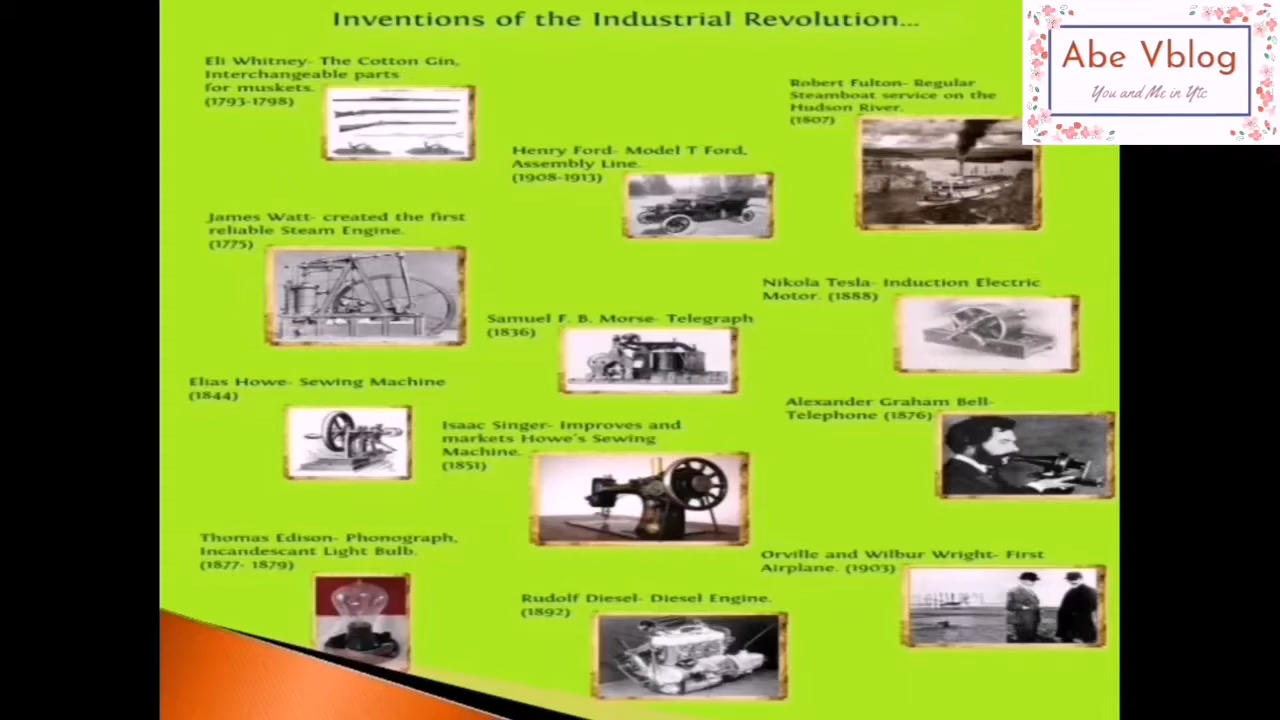 Inventions of the Industrial Revolution...
Abe Vblog
You and Me in Ytc
Eli Whitney- The Cotton Gin,
Interchangeable parts
for muskets.
(1793-1798)
Robert Fulton- Regular
Steamboat service on the
Hudson River.
(1807)
Henry Ford- Model T Ford,
Assembly Line.
(1908-1913)
James Watt- created the first
reliable Steam Engine.
(1775)
Nikola Tesla- Induction Electric
Motor. (1888)
Samuel F. B. Morse- Telegraph
(1836)
Elias Howe- Sewing Machine
(1844)
Alexander Graham Bell-
Telephone (1876)
Isaac Singer- Improves and
markets Howe's Sewing
Machine.
(1851)
Thomas Edison- Phonograph,
Incandescant Light Bulb.
(1877- 1879)
Orville and Wilbur Wright- First
Airplane. (1903)
Rudolf Diesel- Diesel Engine.
(1892)